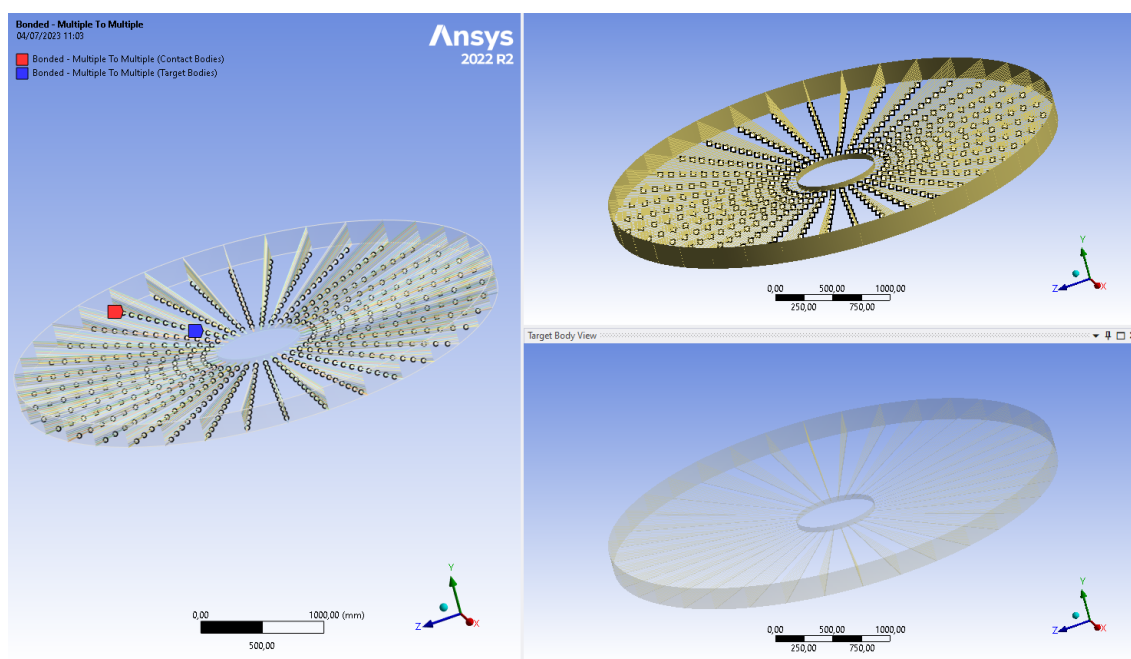 Bonded - Multiple To Multiple
04/07/2023 11:03
Bonded - Multiple To Multiple (Contact Bodies)
Bonded - Multiple To Multiple (Target Bodies)
Ansys
2022 R2
Y
Z
X
0,00
1000,00 (mm)
500,00
Y
Z
X
0,00
500,00
1000,00
250,00
750,00
Target Body View
Y
Z
X
0,00
500,00
1000,00
250,00
750,00